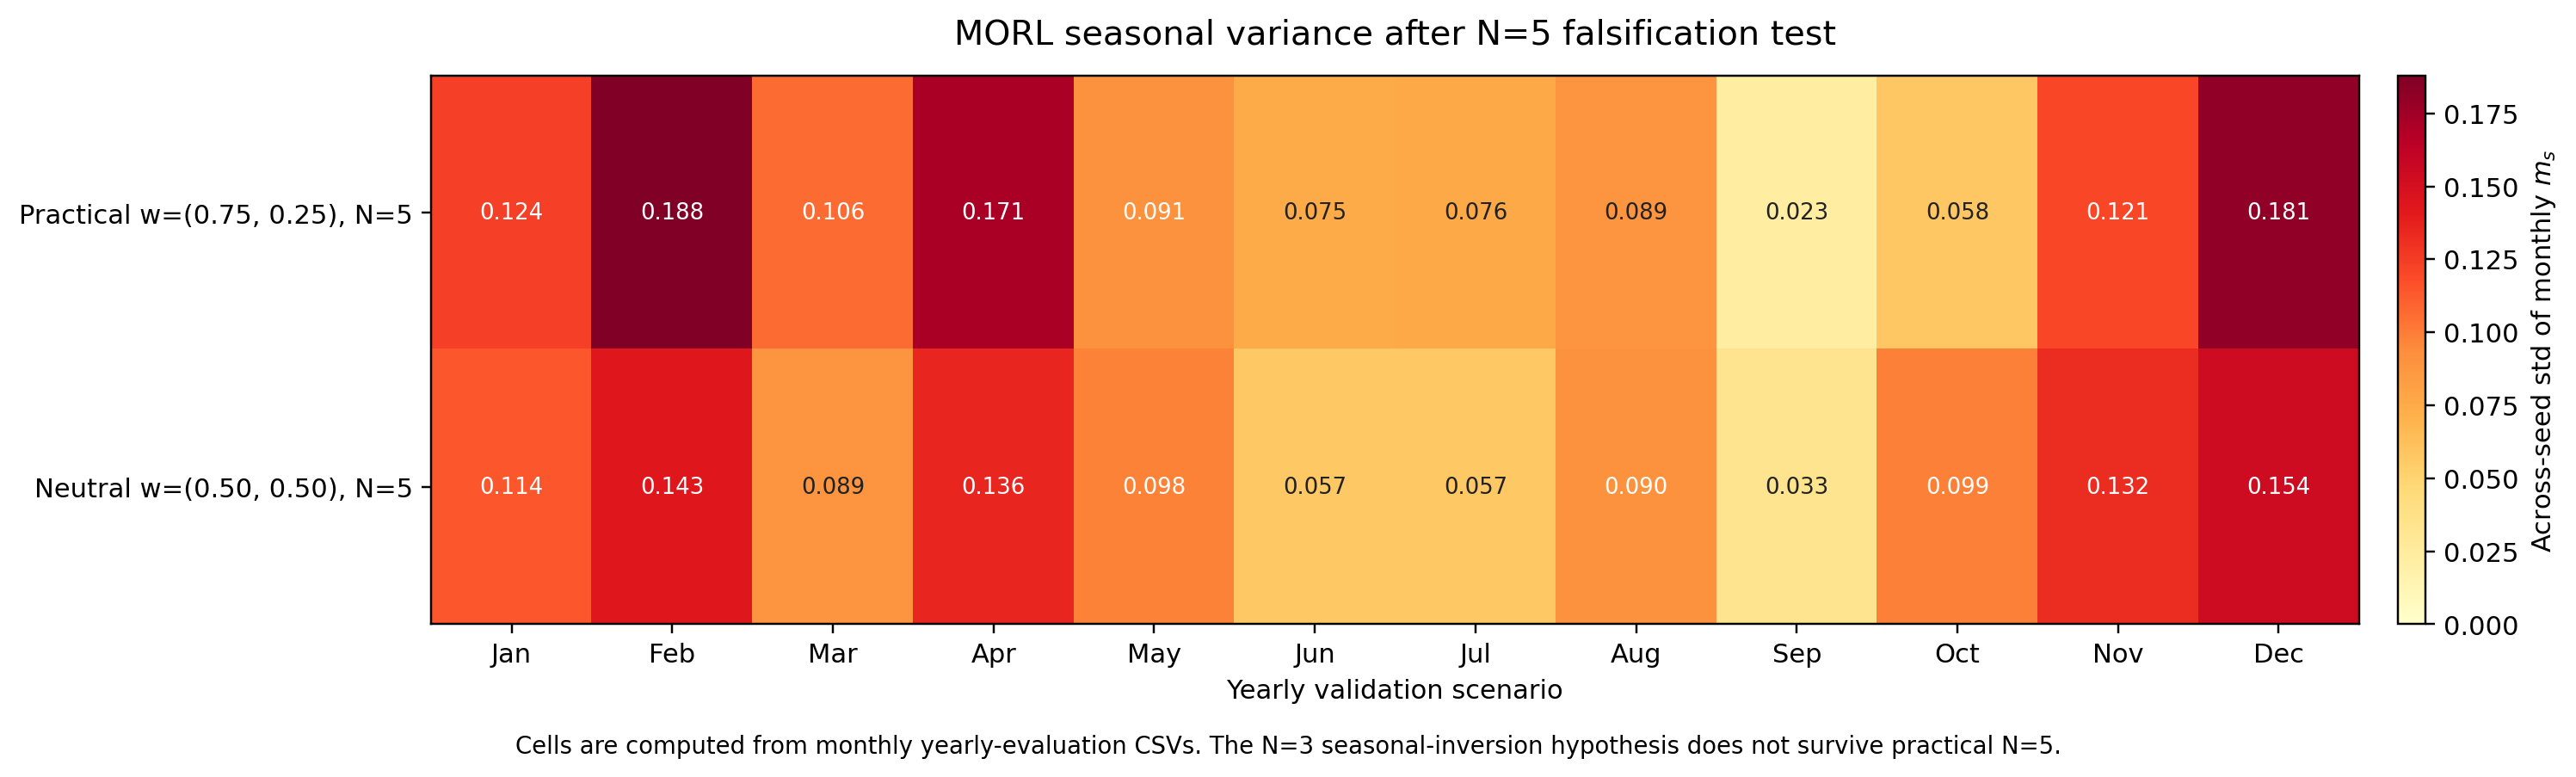 MORL seasonal variance after N=5 falsification test
Practical w=(0.75, 0.25), N=5
0.124 0.188 0.106 0.171 0.091 0.075 0.076 0.089 0.023 0.058 0.121 0.181
Neutral w=(0.50, 0.50), N=5
0.114 0.143 0.089 0.136 0.098 0.057 0.057 0.090 0.033 0.099 0.132 0.154
Jan Feb Mar Apr May Jun Jul Aug Sep Oct Nov Dec
Yearly validation scenario
0.175
0.150
0.125
0.100
0.075
0.050
0.025
0.000
Across-seed std of monthly m_s
Cells are computed from monthly yearly-evaluation CSVs. The N=3 seasonal-inversion hypothesis does not survive practical N=5.